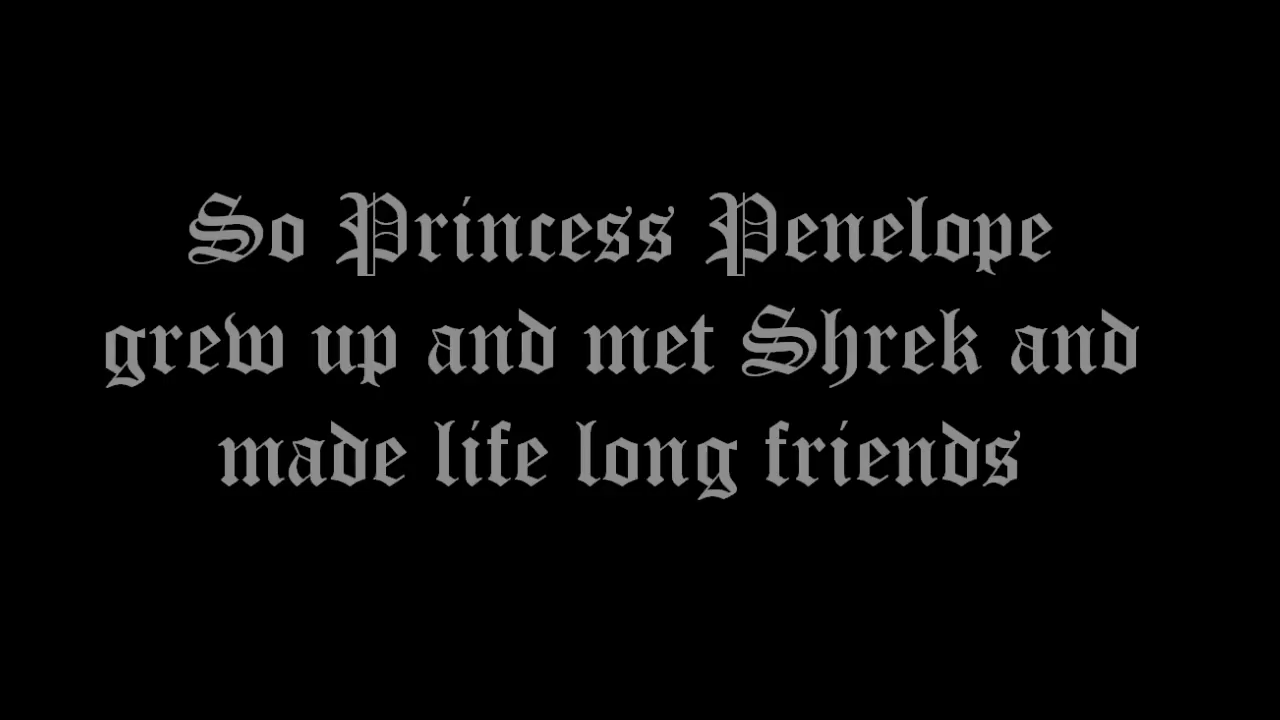 So Princess Penelope
grew up and met Shrek and
made life long friends